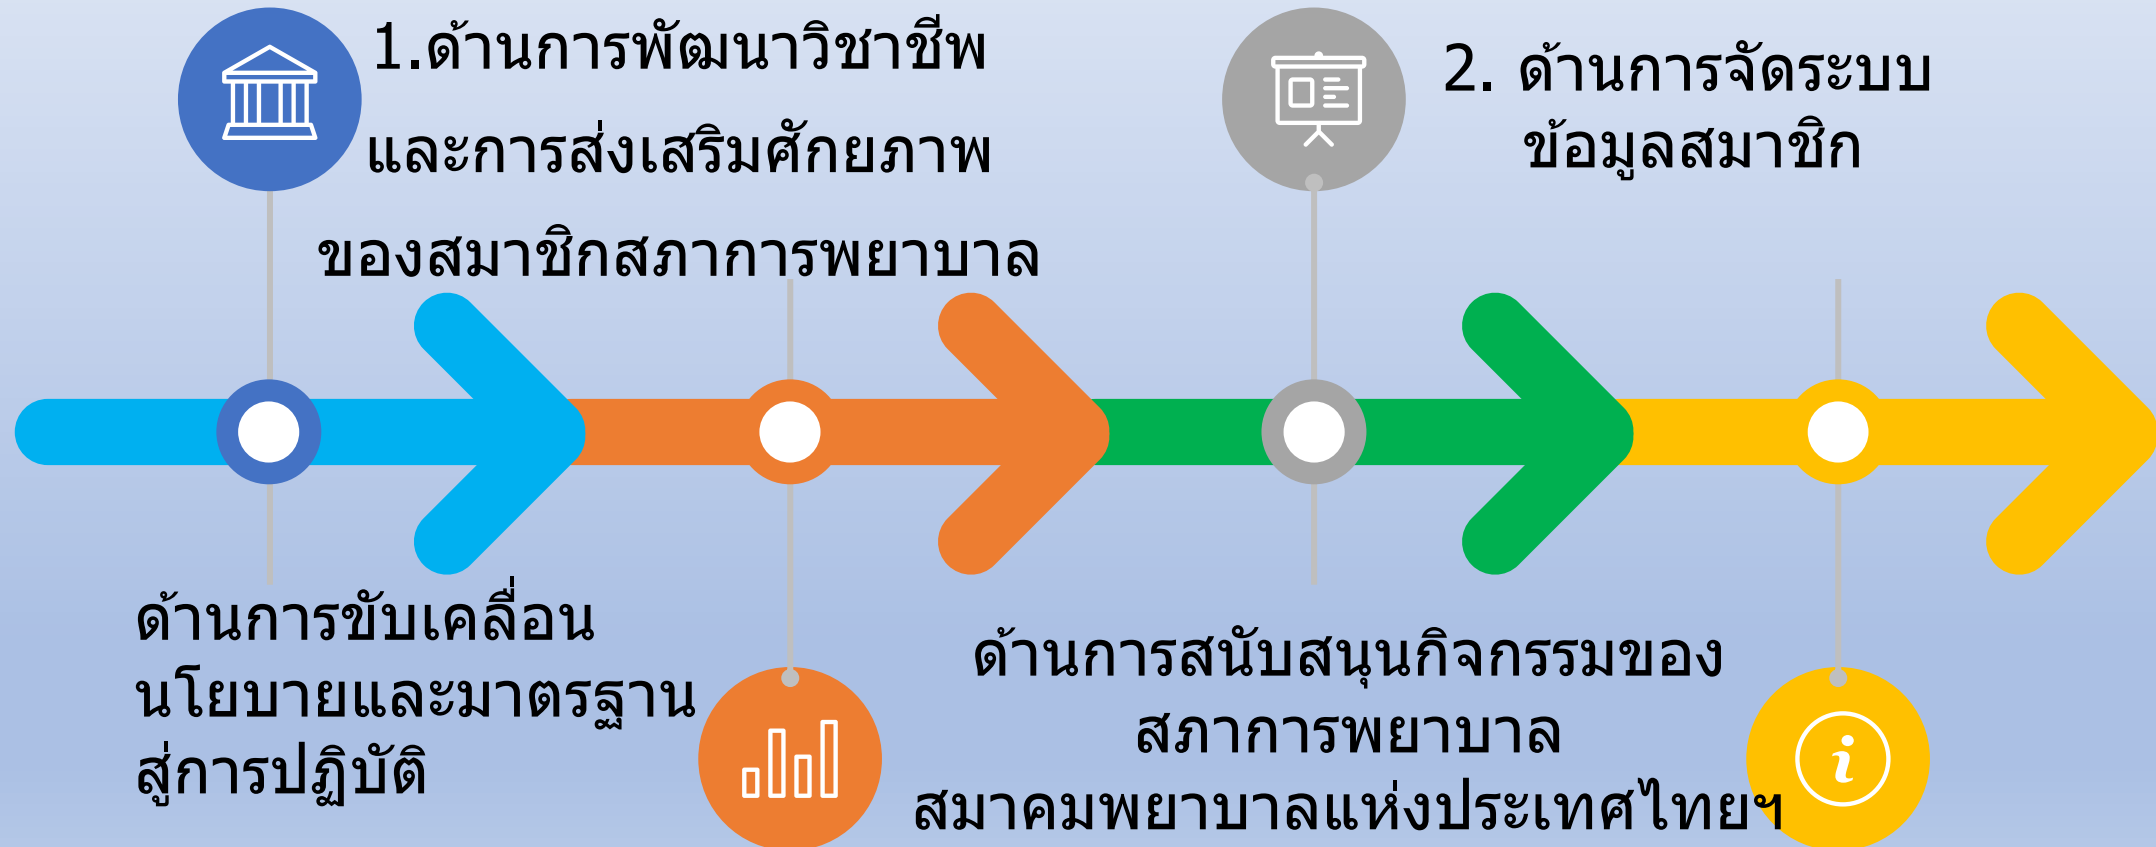 1.ด้านการพัฒนาวิชาชีพ
และการส่งเสริมศักยภาพ
ของสมาชิกสภาการพยาบาล
2. ด้านการจัดระบบ
ข้อมูลสมาชิก
ด้านการขับเคลื่อน
นโยบายและมาตรฐาน
สู่การปฏิบัติ
ด้านการสนับสนุนกิจกรรมของ
สภาการพยาบาล
สมาคมพยาบาลแห่งประเทศไทยฯ